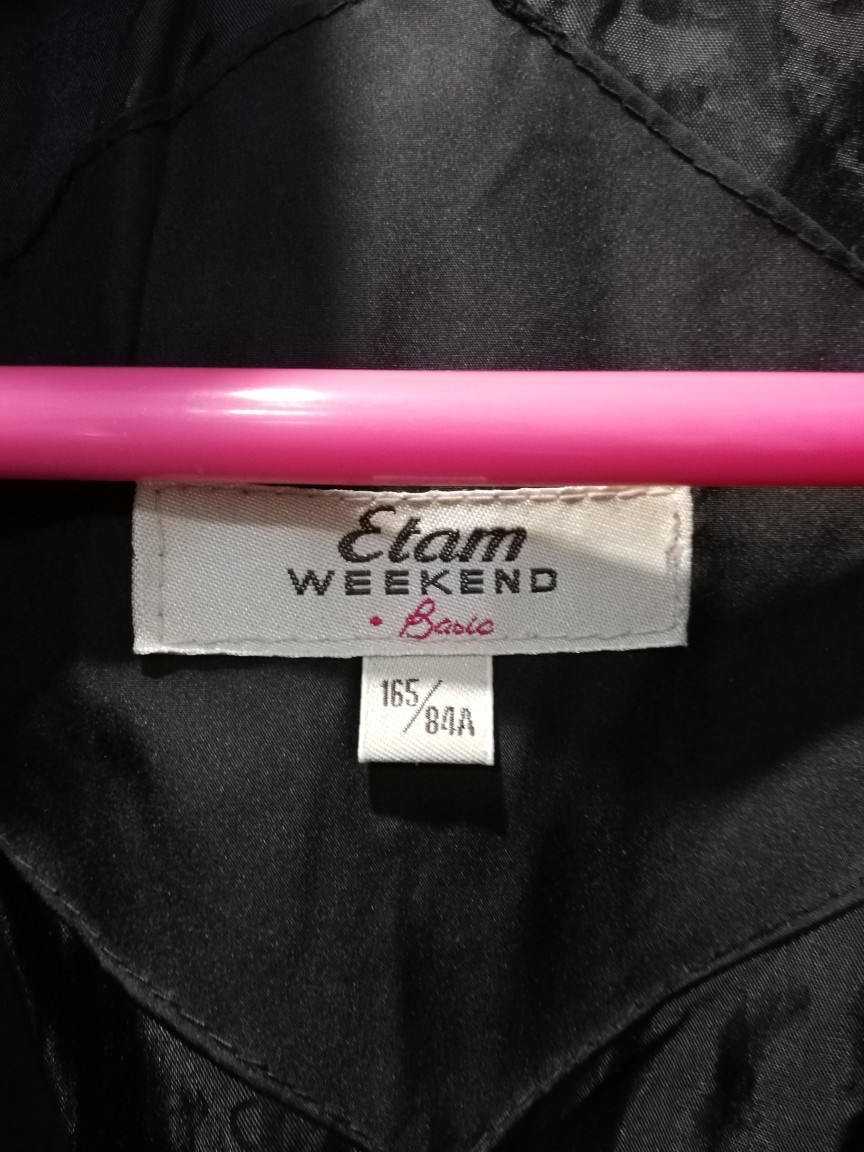 Etam
WEEKEND
• Basic
165/84A